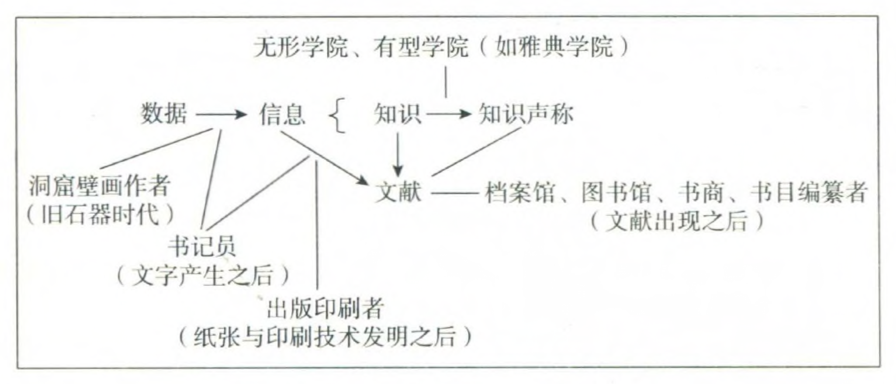 无形学院、有型学院（如雅典学院）
数据 信息 { 知识 知识声称
洞窟壁画作者
（旧石器时代）
文献 档案馆、图书馆、书商、书目编纂者
（文献出现之后）
书记员
（文字产生之后）
出版印刷者
（纸张与印刷技术发明之后）